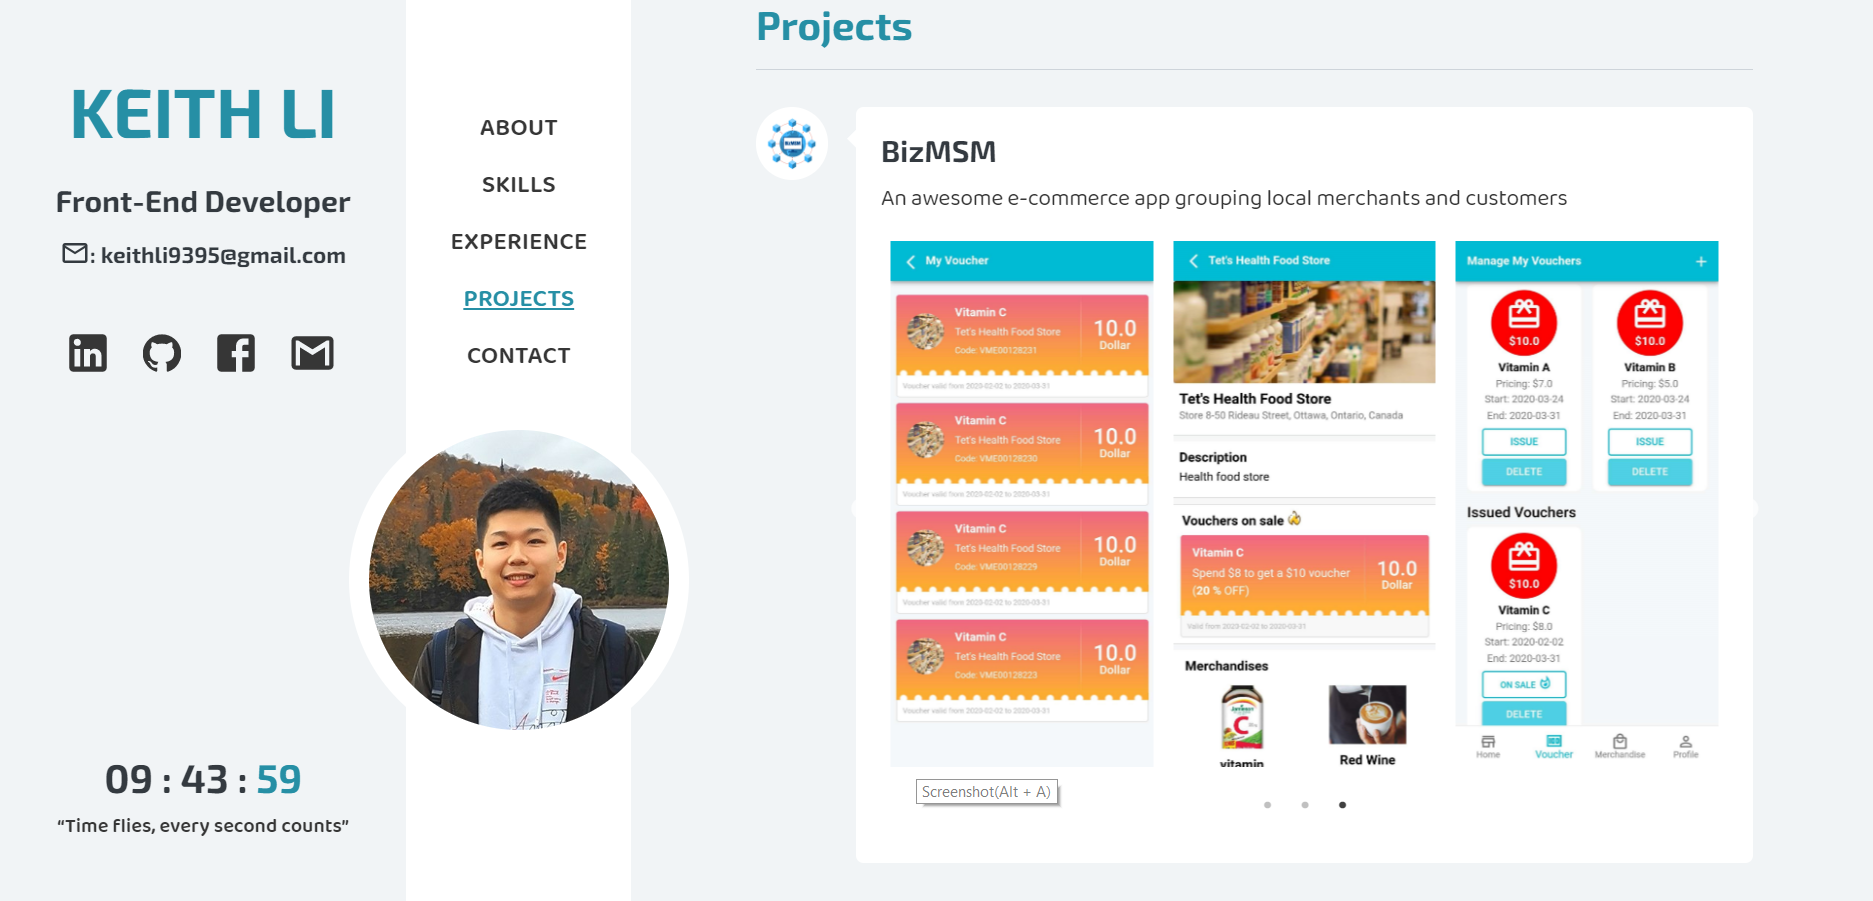 KEITH LI
Front-End Developer
: keithli9395@gmail.com
09 : 43 : 59
“Time flies, every second counts”
ABOUT
SKILLS
EXPERIENCE
PROJECTS
CONTACT
Projects
BizMSM
BizMSM
An awesome e-commerce app grouping local merchants and customers
My Voucher
Vitamin C
Tet's Health Food Store
Code: VME00128231
10.0
Dollar
Voucher valid from 2020-02-02 to 2020-03-31
Vitamin C
Tet's Health Food Store
Code: VME00128230
10.0
Dollar
Voucher valid from 2020-02-02 to 2020-03-31
Vitamin C
Tet's Health Food Store
Code: VME00128229
10.0
Dollar
Voucher valid from 2020-02-02 to 2020-03-31
Vitamin C
Tet's Health Food Store
Code: VME00128223
10.0
Dollar
Voucher valid from 2020-02-02 to 2020-03-31
Screenshot(Alt + A)
Tet's Health Food Store
Tet's Health Food Store
Store 8-50 Rideau Street, Ottawa, Ontario, Canada
Description
Health food store
Vouchers on sale
Vitamin C
Spend $8 to get a $10 voucher
(20 % OFF)
10.0
Dollar
Valid from 2020-02-02 to 2020-03-31
Merchandises
C
vitamin
Red Wine
Manage My Vouchers
+
$10.0
Vitamin A
Pricing: $7.0
Start: 2020-03-24
End: 2020-03-31
ISSUE
DELETE
$10.0
Vitamin B
Pricing: $5.0
Start: 2020-03-24
End: 2020-03-31
ISSUE
DELETE
Issued Vouchers
$10.0
Vitamin C
Pricing: $8.0
Start: 2020-02-02
End: 2020-03-31
ON SALE
DELETE
Home
Voucher
Merchandise
Profile